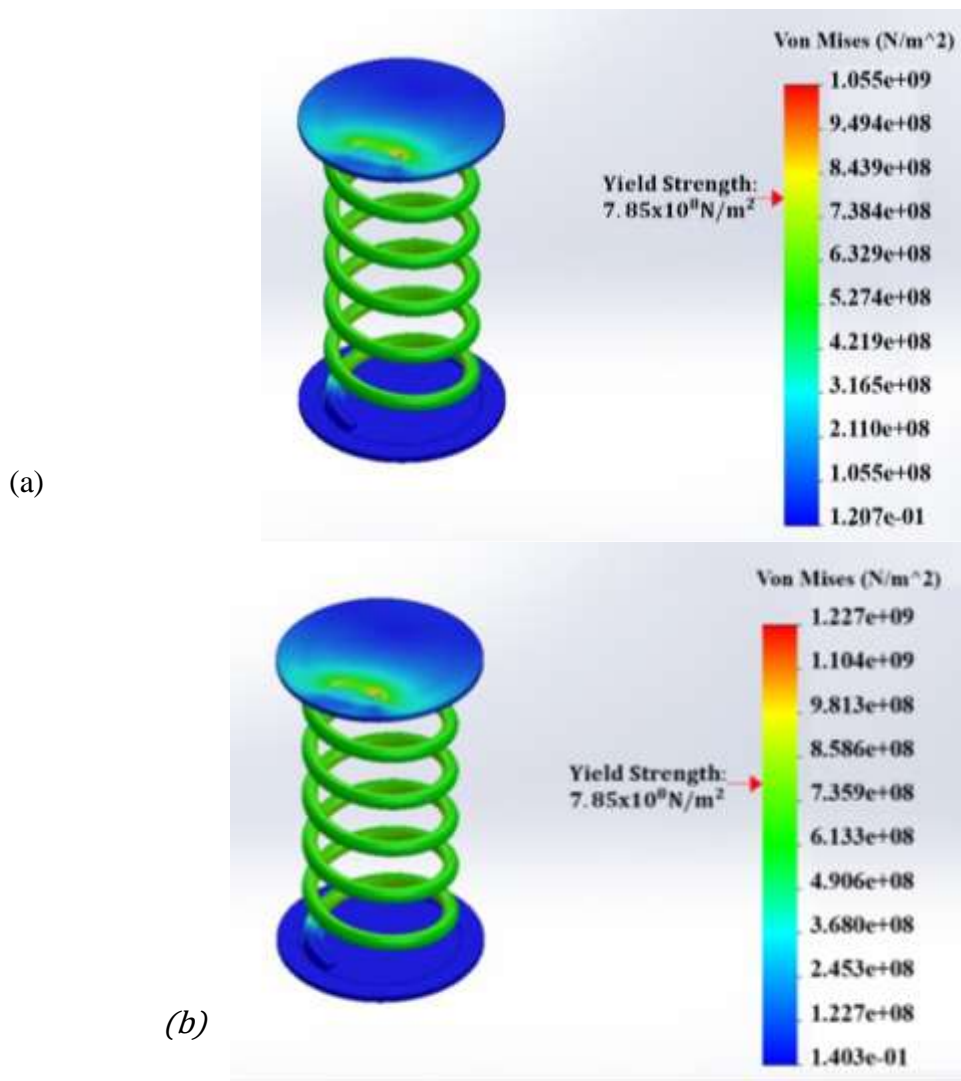 Von Mises (N/m^2)
1.055e+09
9.494e+08
8.439e+08
Yield Strength:
7.85x10⁸N/m²
7.384e+08
6.329e+08
5.274e+08
4.219e+08
3.165e+08
2.110e+08
1.055e+08
1.207e-01
(a)
Von Mises (N/m^2)
1.227e+09
1.104e+09
9.813e+08
8.586e+08
Yield Strength:
7.85x10⁸N/m²
7.359e+08
6.133e+08
4.906e+08
3.680e+08
2.453e+08
1.227e+08
1.403e-01
(b)